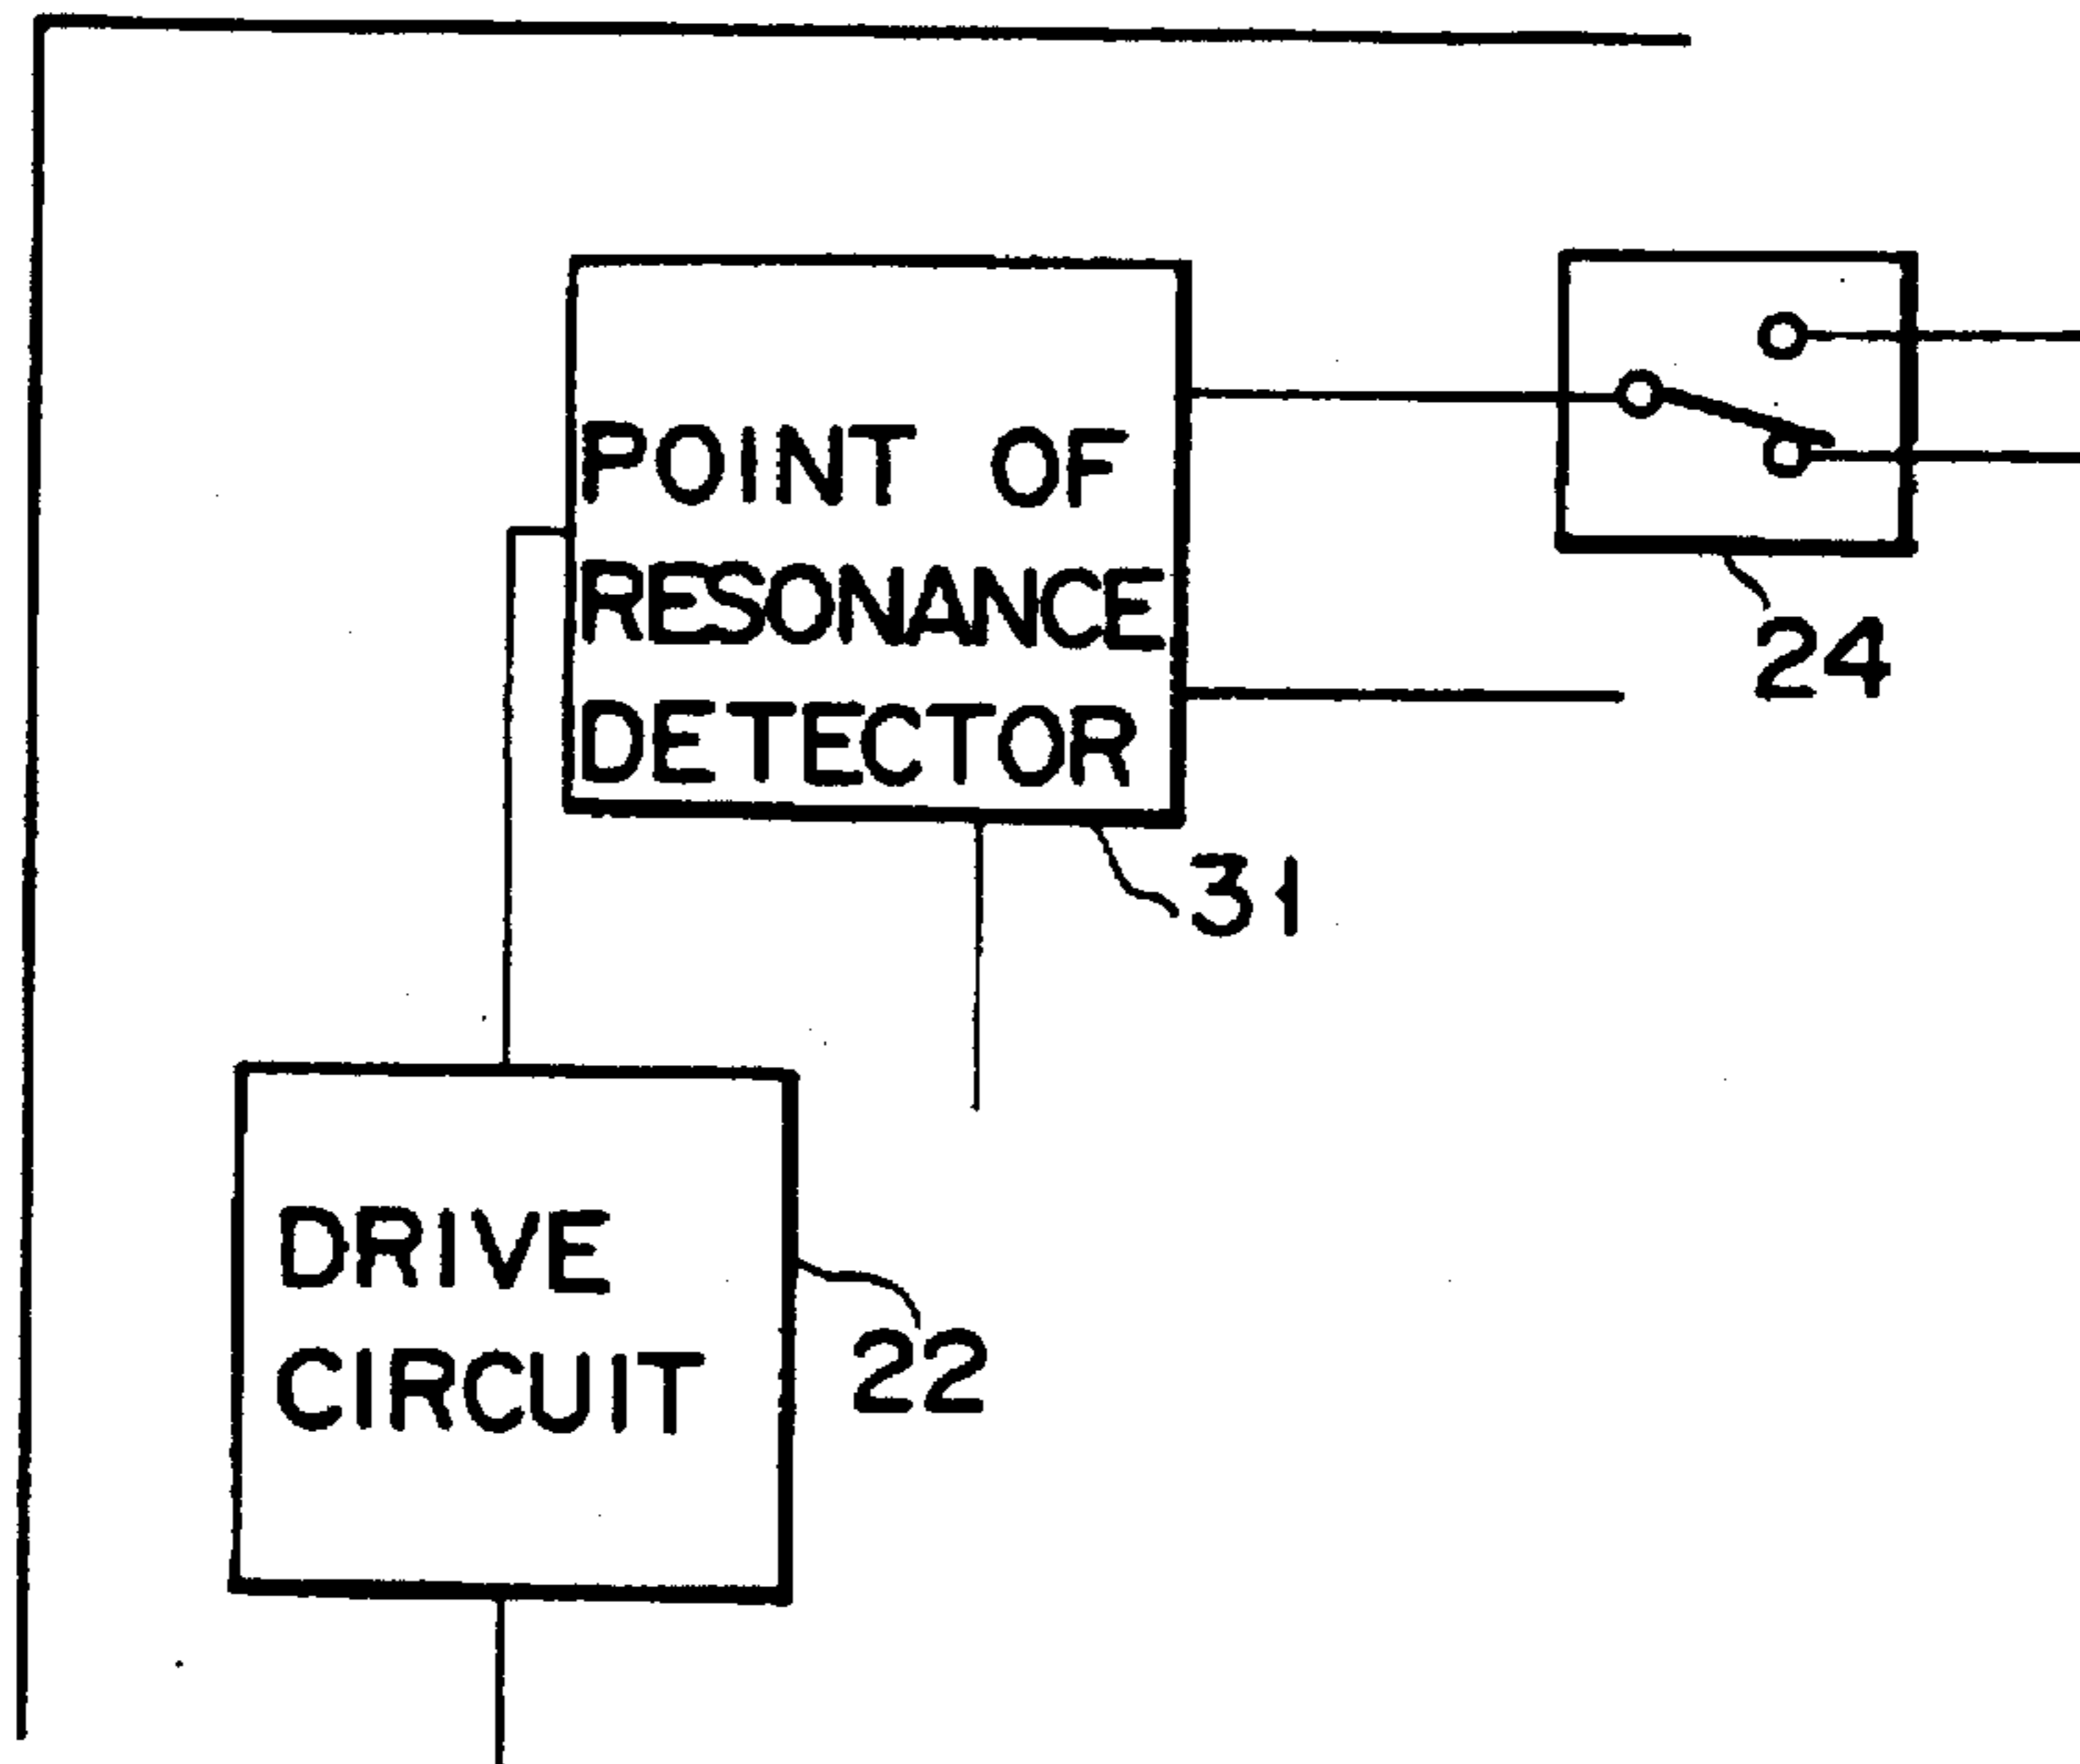 POINT OF
RESONANCE
DETECTOR
24
31
DRIVE
CIRCUIT
22